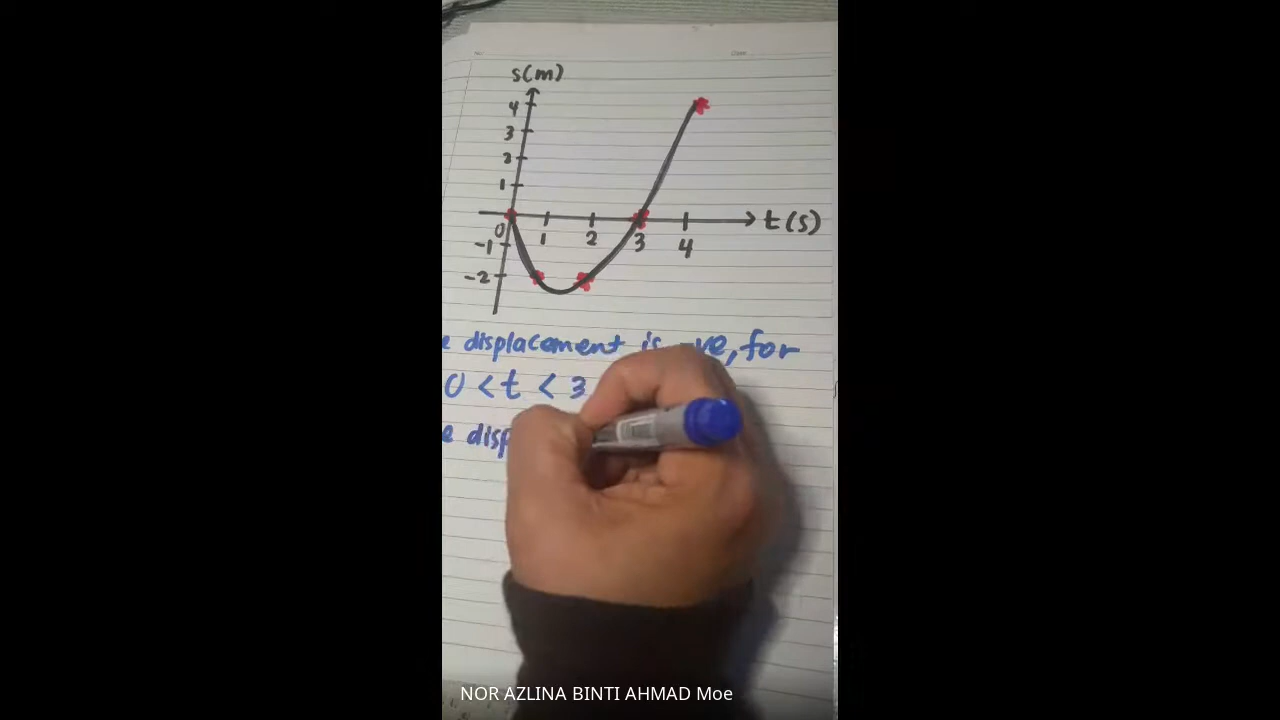 s(m)
4
3
2
1
0 1 2 3 4 t(s)
-1
-2
e displacement is -ve, for
0 < t < 3
e disp
NOR AZLINA BINTI AHMAD Moe